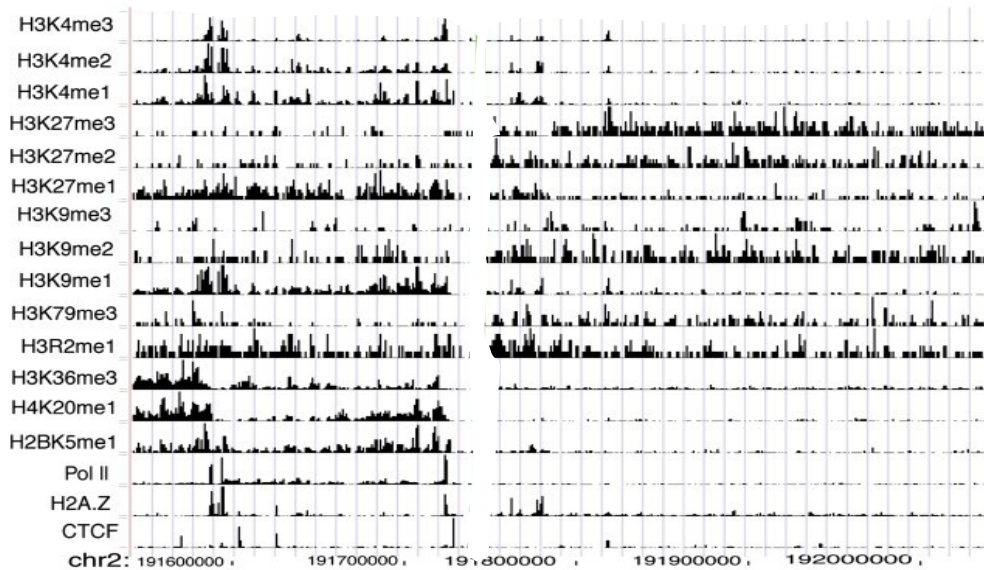 H3K4me3
H3K4me2
H3K4me1
H3K27me3
H3K27me2
H3K27me1
H3K9me3
H3K9me2
H3K9me1
H3K79me3
H3R2me1
H3K36me3
H4K20me1
H2BK5me1
Pol II
H2A.Z
CTCF
chr2: 191600000 191700000 191900000 192000000